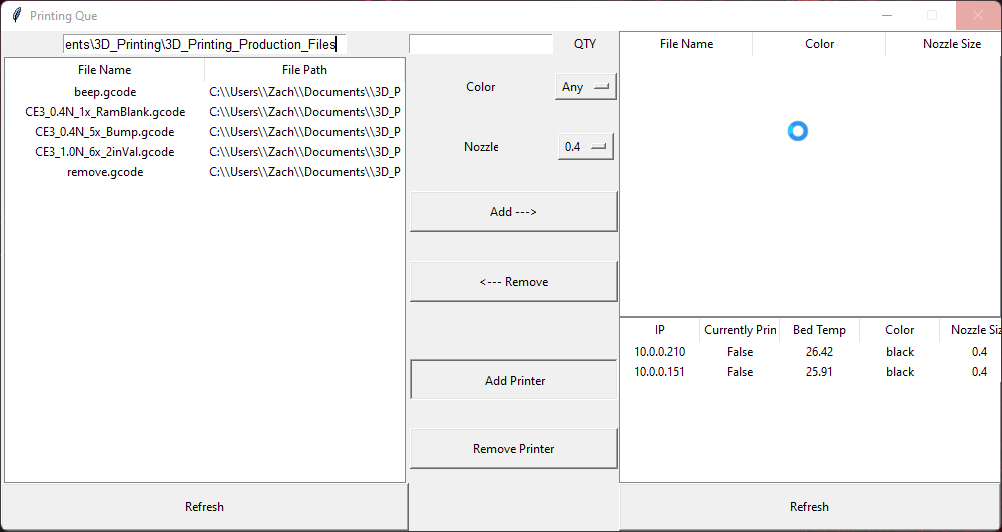 Printing Que
ents\3D_Printing\3D_Printing_Production_Files
QTY
File Name File Path
beep.gcode C:\\Users\\Zach\\Documents\\3D_P
CE3_0.4N_1x_RamBlank.gcode C:\\Users\\Zach\\Documents\\3D_P
CE3_0.4N_5x_Bump.gcode C:\\Users\\Zach\\Documents\\3D_P
CE3_1.0N_6x_2inVal.gcode C:\\Users\\Zach\\Documents\\3D_P
remove.gcode C:\\Users\\Zach\\Documents\\3D_P
Refresh
Color Any
Nozzle 0.4
Add --->
<--- Remove
Add Printer
Remove Printer
File Name Color Nozzle Size
IP Currently Prin Bed Temp Color Nozzle Siz
10.0.0.210 False 26.42 black 0.4
10.0.0.151 False 25.91 black 0.4
Refresh